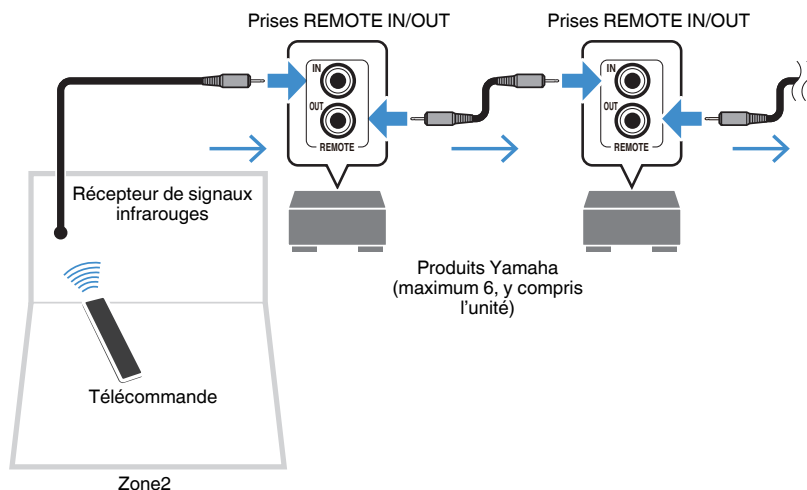 Prises REMOTE IN/OUT
Prises REMOTE IN/OUT
IN
OUT
REMOTE
IN
OUT
REMOTE
Récepteur de signaux
infrarouges
Produits Yamaha
(maximum 6, y compris
l’unité)
Télécommande
Zone2